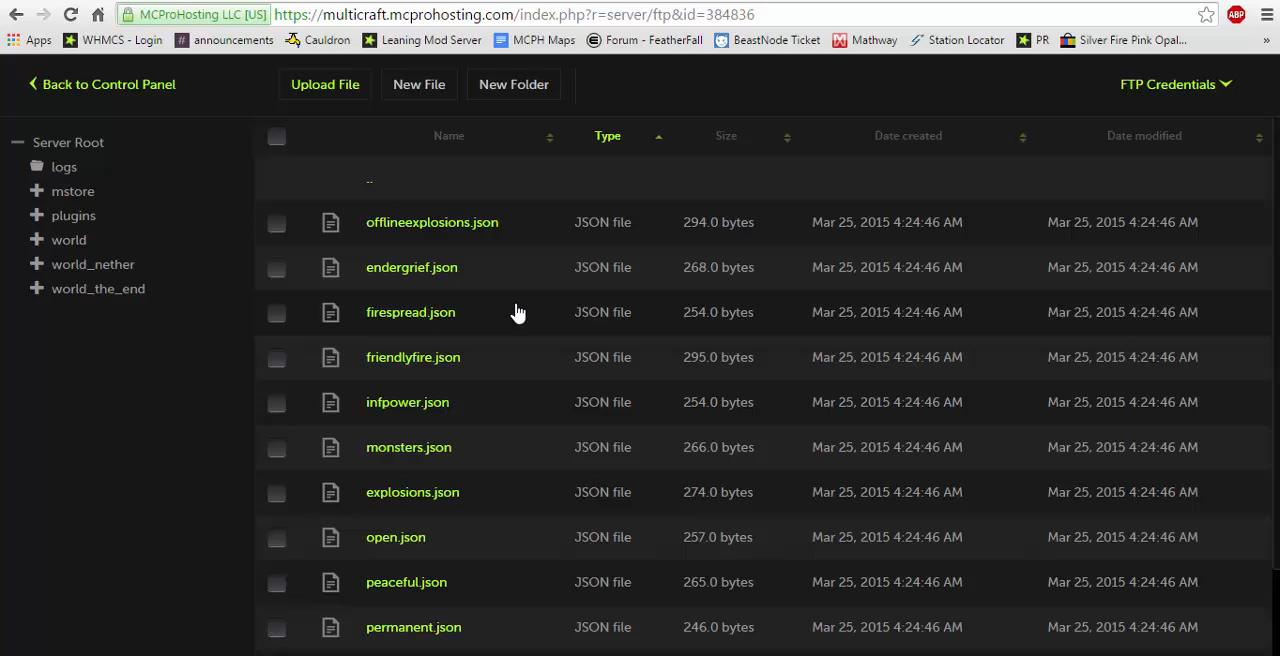 MCProHosting LLC [US] https://multicraft.mcprohosting.com/index.php?r=server/ftp&id=384836 ABP
Apps WHMCS - Login # announcements Cauldron Leaning Mod Server MCPH Maps Forum - FeatherFall BeastNode Ticket Mathway Station Locator PR Silver Fire Pink Opal... »
Back to Control Panel Upload File New File New Folder FTP Credentials
Server Root
logs
mstore
plugins
world
world_nether
world_the_end
Name Type Size Date created Date modified
..
offlineexplosions.json JSON file 294.0 bytes Mar 25, 2015 4:24:46 AM Mar 25, 2015 4:24:46 AM
endergrief.json JSON file 268.0 bytes Mar 25, 2015 4:24:46 AM Mar 25, 2015 4:24:46 AM
firespread.json JSON file 254.0 bytes Mar 25, 2015 4:24:46 AM Mar 25, 2015 4:24:46 AM
friendlyfire.json JSON file 295.0 bytes Mar 25, 2015 4:24:46 AM Mar 25, 2015 4:24:46 AM
infpower.json JSON file 254.0 bytes Mar 25, 2015 4:24:46 AM Mar 25, 2015 4:24:46 AM
monsters.json JSON file 266.0 bytes Mar 25, 2015 4:24:46 AM Mar 25, 2015 4:24:46 AM
explosions.json JSON file 274.0 bytes Mar 25, 2015 4:24:46 AM Mar 25, 2015 4:24:46 AM
open.json JSON file 257.0 bytes Mar 25, 2015 4:24:46 AM Mar 25, 2015 4:24:46 AM
peaceful.json JSON file 265.0 bytes Mar 25, 2015 4:24:46 AM Mar 25, 2015 4:24:46 AM
permanent.json JSON file 246.0 bytes Mar 25, 2015 4:24:46 AM Mar 25, 2015 4:24:46 AM